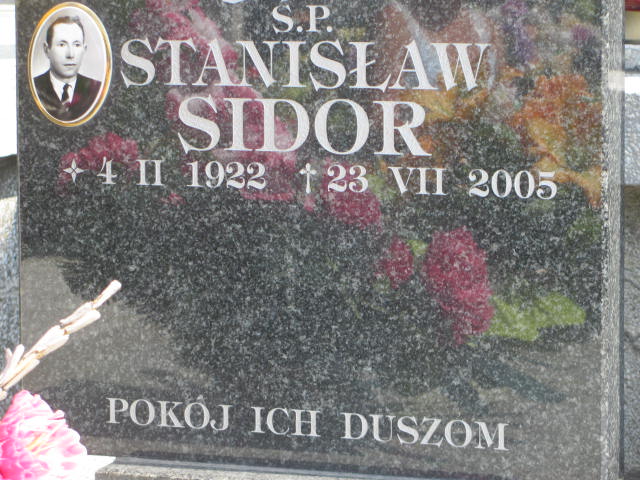 Ś.P.
STANISŁAW
SIDOR
4 II 1922 † 23 VII 2005
POKÓJ ICH DUSZOM